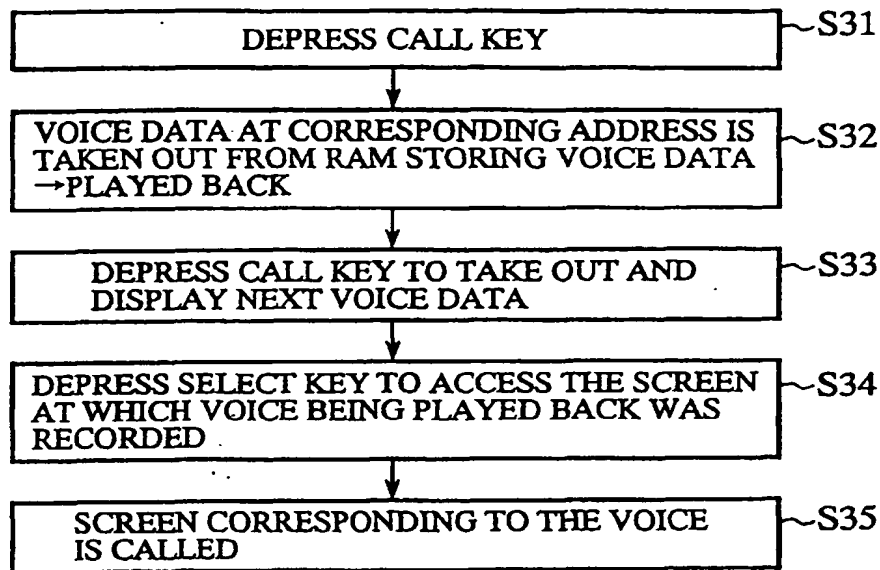 DEPRESS CALL KEY
~S31
VOICE DATA AT CORRESPONDING ADDRESS IS
TAKEN OUT FROM RAM STORING VOICE DATA
→PLAYED BACK
~S32
DEPRESS CALL KEY TO TAKE OUT AND
DISPLAY NEXT VOICE DATA
~S33
DEPRESS SELECT KEY TO ACCESS THE SCREEN
AT WHICH VOICE BEING PLAYED BACK WAS
RECORDED
~S34
SCREEN CORRESPONDING TO THE VOICE
IS CALLED
~S35